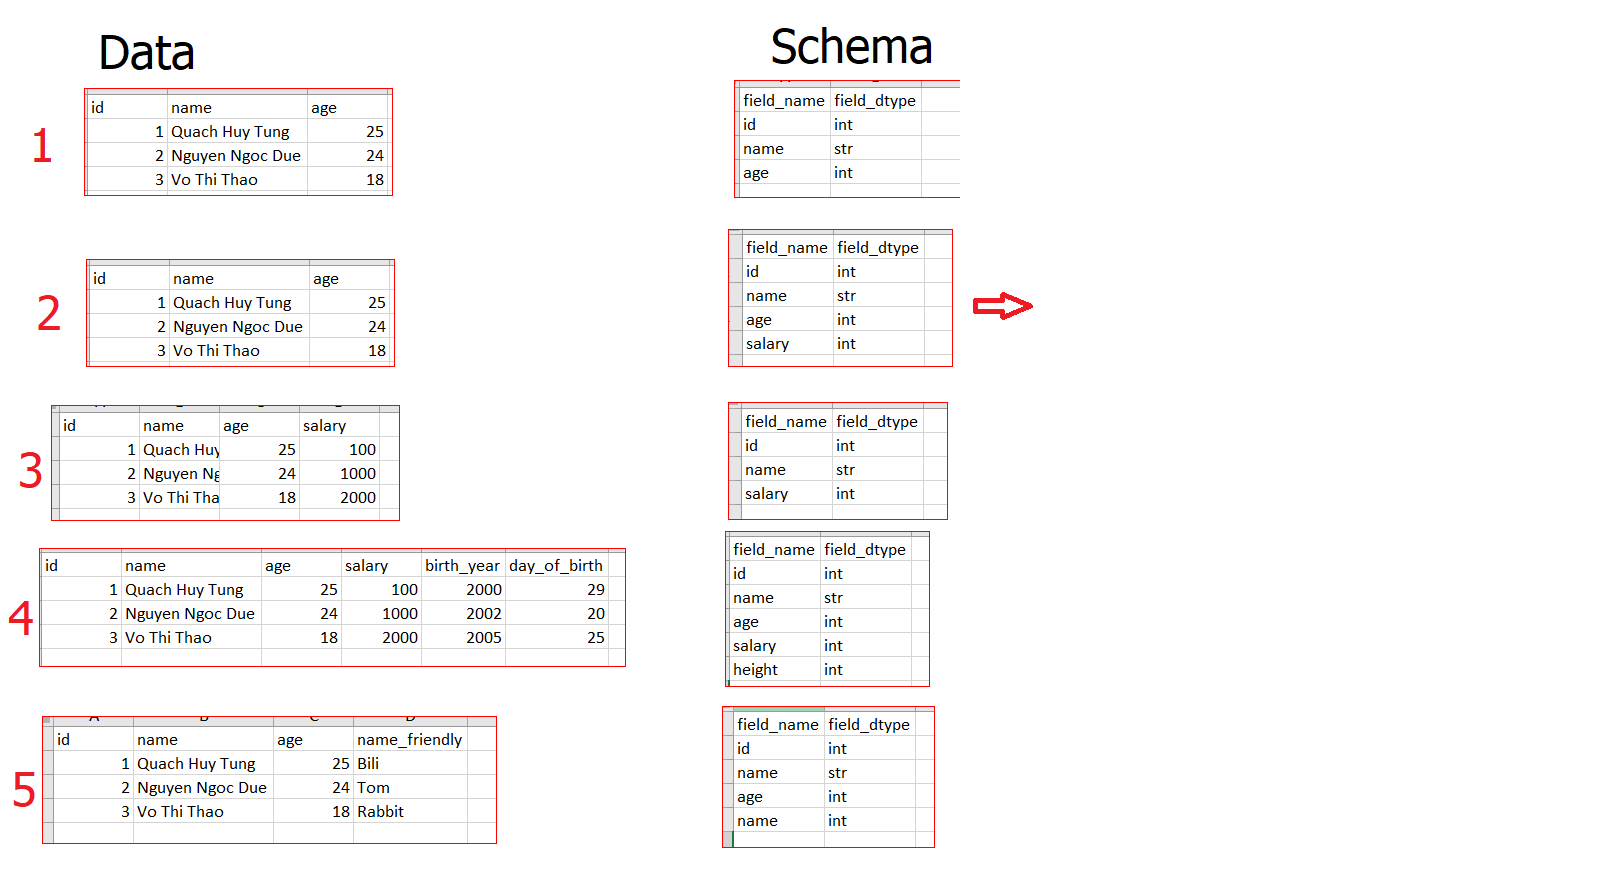 Data
Schema
1
id name age
1 Quach Huy Tung 25
2 Nguyen Ngoc Due 24
3 Vo Thi Thao 18
field_name field_dtype
id int
name str
age int
2
id name age
1 Quach Huy Tung 25
2 Nguyen Ngoc Due 24
3 Vo Thi Thao 18
field_name field_dtype
id int
name str
age int
salary int
3
id name age salary
1 Quach Huy 25 100
2 Nguyen Ng 24 1000
3 Vo Thi Tha 18 2000
field_name field_dtype
id int
name str
salary int
4
id name age salary birth_year day_of_birth
1 Quach Huy Tung 25 100 2000 29
2 Nguyen Ngoc Due 24 1000 2002 20
3 Vo Thi Thao 18 2000 2005 25
field_name field_dtype
id int
name str
age int
salary int
height int
5
A B C D
id name age name_friendly
1 Quach Huy Tung 25 Bili
2 Nguyen Ngoc Due 24 Tom
3 Vo Thi Thao 18 Rabbit
field_name field_dtype
id int
name str
age int
name int